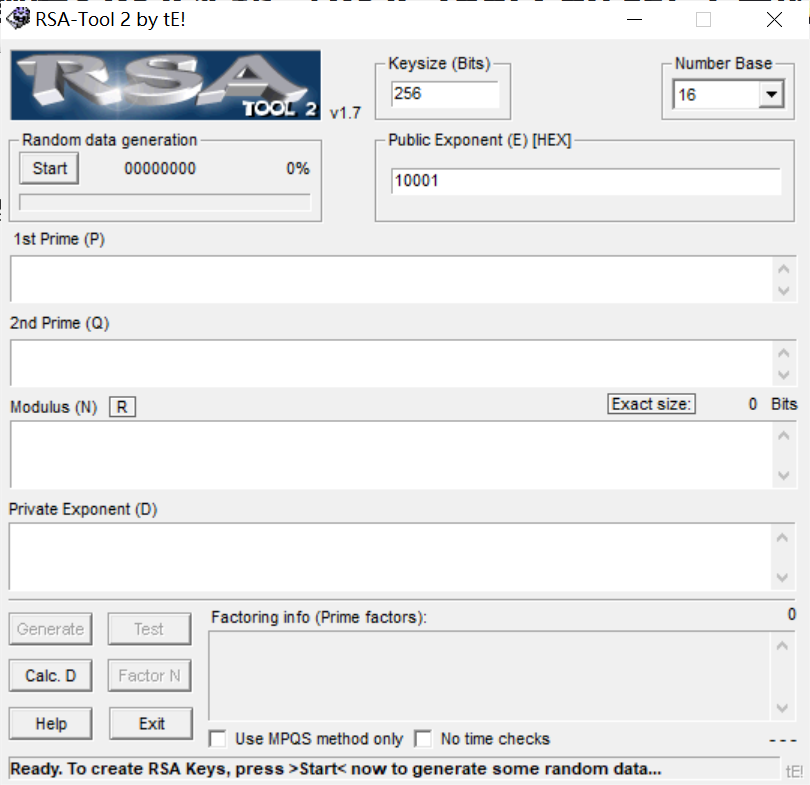 RSA-Tool 2 by tE!
RSA
TOOL 2
v1.7
Keysize (Bits)
256
Number Base
16
Random data generation
Start 00000000 0%
Public Exponent (E) [HEX]
10001
1st Prime (P)
2nd Prime (Q)
Modulus (N) R Exact size: 0 Bits
Private Exponent (D)
Generate Test
Factoring info (Prime factors): 0
Calc. D Factor N
Help Exit
Use MPQS method only No time checks ---
Ready. To create RSA Keys, press >Start< now to generate some random data... tE!